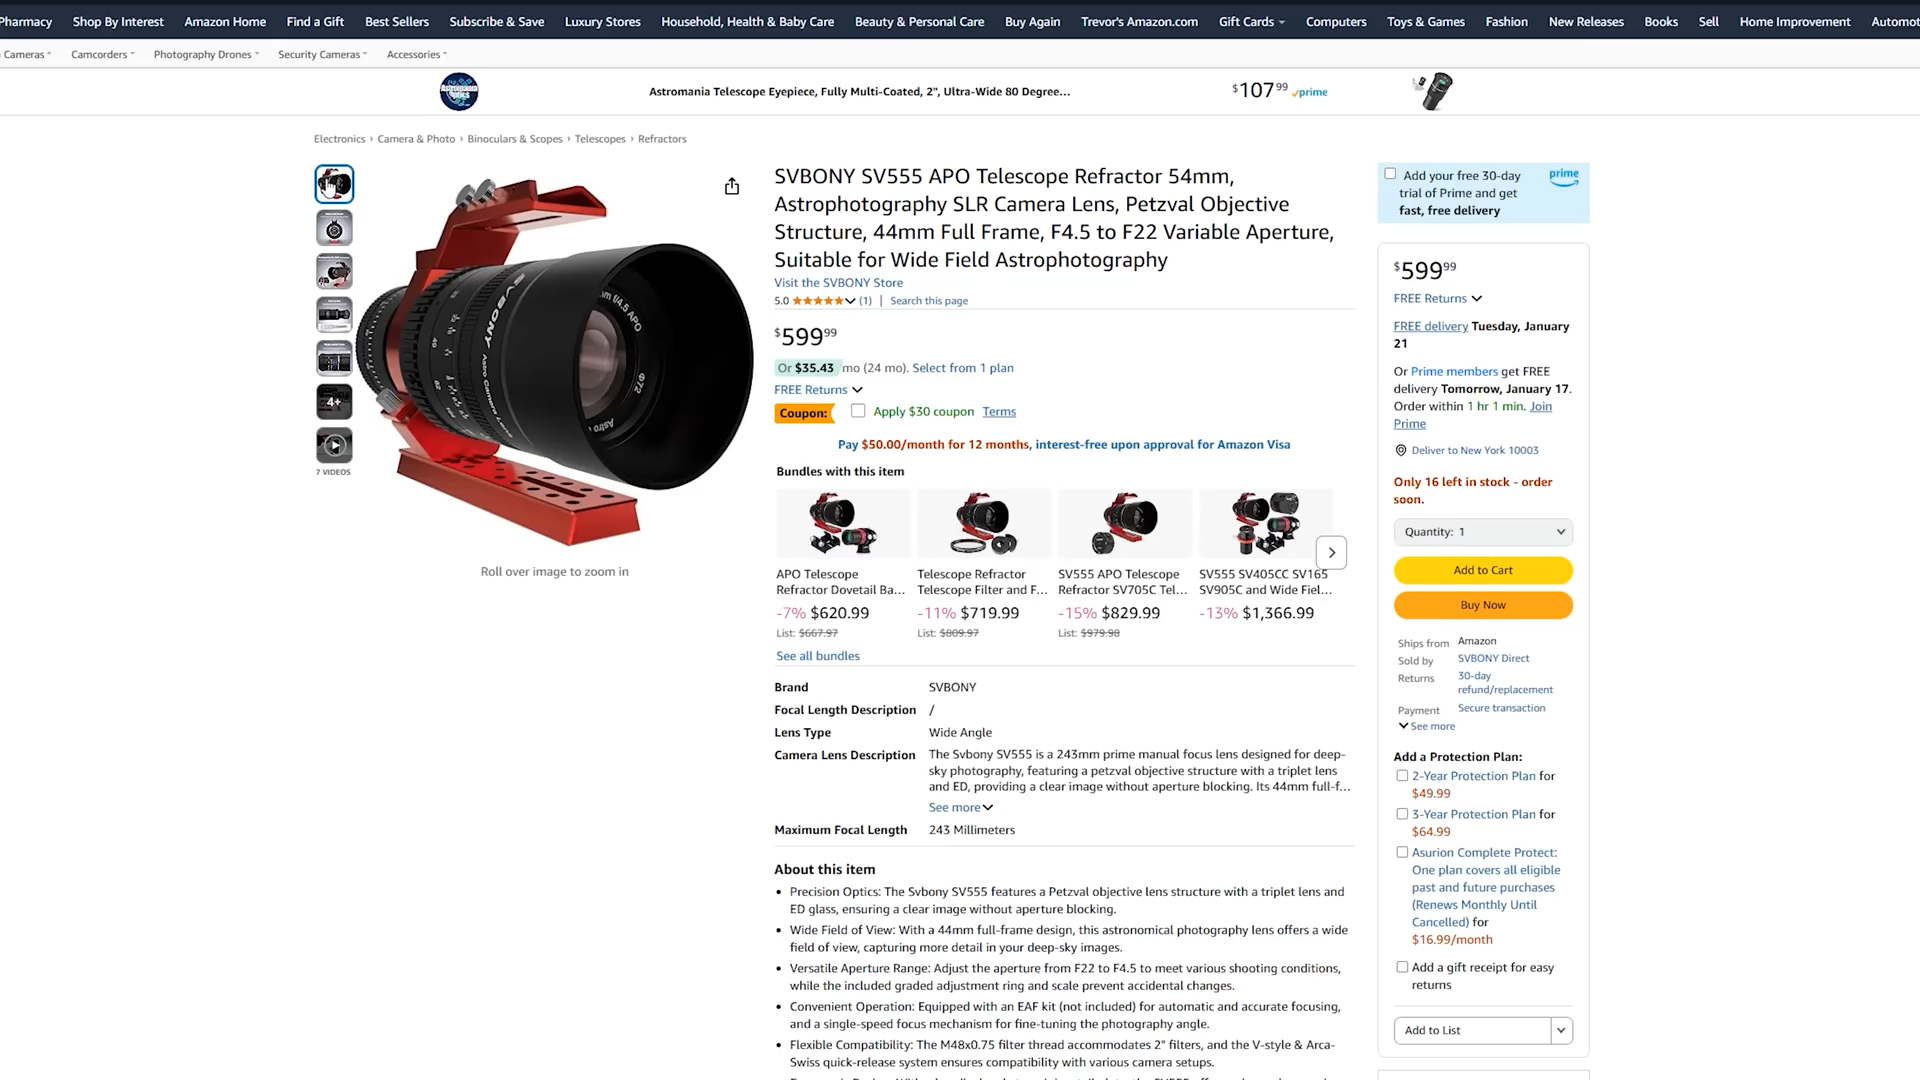 Pharmacy Shop By Interest Amazon Home Find a Gift Best Sellers Subscribe & Save Luxury Stores Household, Health & Baby Care Beauty & Personal Care Buy Again Trevor's Amazon.com Gift Cards Computers Toys & Games Fashion New Releases Books Sell Home Improvement Automot
Cameras Camcorders Photography Drones Security Cameras Accessories
Astromania Telescope Eyepiece, Fully Multi-Coated, 2", Ultra-Wide 80 Degree... $107⁹⁹ prime
Electronics › Camera & Photo › Binoculars & Scopes › Telescopes › Refractors
4+
7 VIDEOS
SVBONY
Astro Camera Lens
f/4.5 APO
Φ72
Roll over image to zoom in
SVBONY SV555 APO Telescope Refractor 54mm,
Astrophotography SLR Camera Lens, Petzval Objective
Structure, 44mm Full Frame, F4.5 to F22 Variable Aperture,
Suitable for Wide Field Astrophotography
Visit the SVBONY Store
5.0 (1) | Search this page
$599⁹⁹
Or $35.43 /mo (24 mo). Select from 1 plan
FREE Returns
Coupon: Apply $30 coupon Terms
Pay $50.00/month for 12 months, interest-free upon approval for Amazon Visa
Bundles with this item
APO Telescope
Refractor Dovetail Ba...
-7% $620.99
List: $667.97
Telescope Refractor
Telescope Filter and F...
-11% $719.99
List: $809.97
SV555 APO Telescope
Refractor SV705C Tel...
-15% $829.99
List: $979.98
SV555 SV405CC SV165
SV905C and Wide Fiel...
-13% $1,366.99
See all bundles
Brand SVBONY
Focal Length Description /
Lens Type Wide Angle
Camera Lens Description The Svbony SV555 is a 243mm prime manual focus lens designed for deep-
sky photography, featuring a petzval objective structure with a triplet lens
and ED, providing a clear image without aperture blocking. Its 44mm full-f...
See more
Maximum Focal Length 243 Millimeters
About this item
• Precision Optics: The Svbony SV555 features a Petzval objective lens structure with a triplet lens and
ED glass, ensuring a clear image without aperture blocking.
• Wide Field of View: With a 44mm full-frame design, this astronomical photography lens offers a wide
field of view, capturing more detail in your deep-sky images.
• Versatile Aperture Range: Adjust the aperture from F22 to F4.5 to meet various shooting conditions,
while the included graded adjustment ring and scale prevent accidental changes.
• Convenient Operation: Equipped with an EAF kit (not included) for automatic and accurate focusing,
and a single-speed focus mechanism for fine-tuning the photography angle.
• Flexible Compatibility: The M48x0.75 filter thread accommodates 2" filters, and the V-style & Arca-
Swiss quick-release system ensures compatibility with various camera setups.
Add your free 30-day
trial of Prime and get
fast, free delivery
prime
$599⁹⁹
FREE Returns
FREE delivery Tuesday, January
21
Or Prime members get FREE
delivery Tomorrow, January 17.
Order within 1 hr 1 min. Join
Prime
Deliver to New York 10003
Only 16 left in stock - order
soon.
Quantity: 1
Add to Cart
Buy Now
Ships from Amazon
Sold by SVBONY Direct
Returns 30-day
refund/replacement
Payment Secure transaction
See more
Add a Protection Plan:
2-Year Protection Plan for
$49.99
3-Year Protection Plan for
$64.99
Asurion Complete Protect:
One plan covers all eligible
past and future purchases
(Renews Monthly Until
Cancelled) for
$16.99/month
Add a gift receipt for easy
returns
Add to List